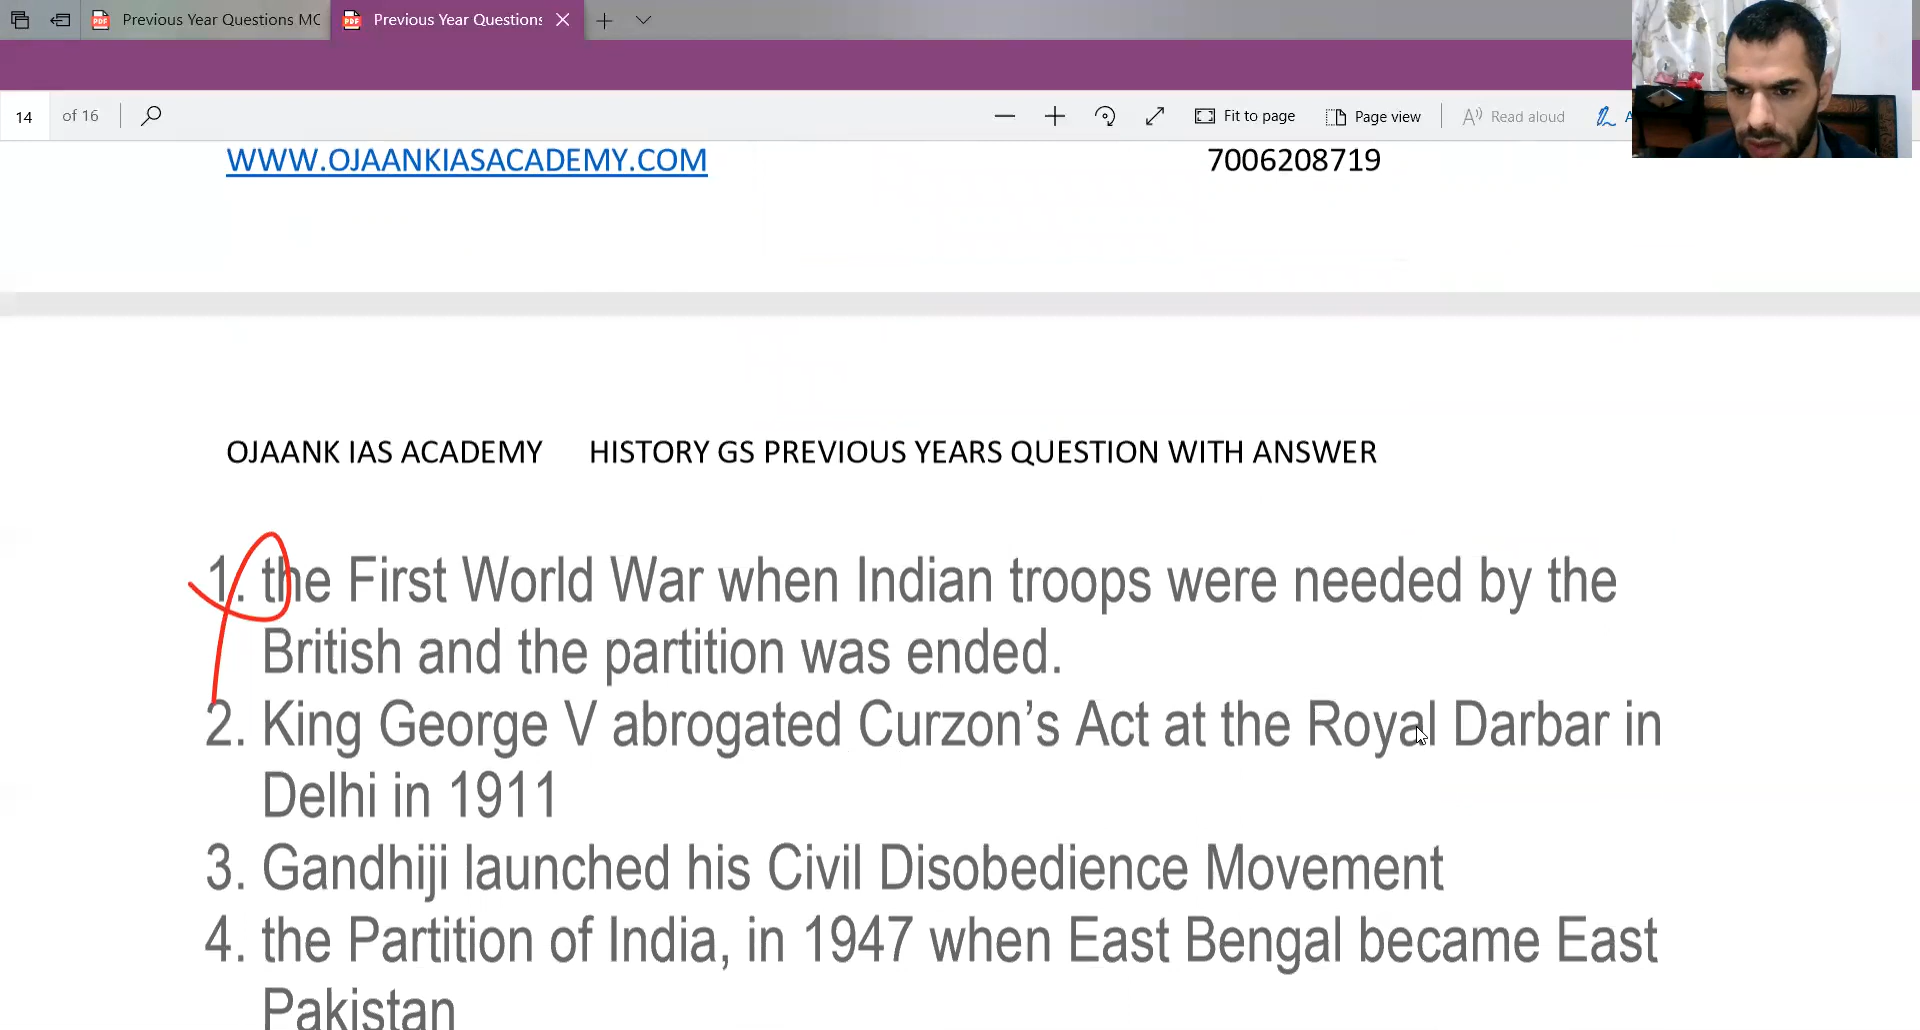 Previous Year Questions MC
Previous Year Questions
14 of 16 Fit to page Page view Read aloud
WWW.OJAANKIASACADEMY.COM 7006208719
OJAANK IAS ACADEMY HISTORY GS PREVIOUS YEARS QUESTION WITH ANSWER
1. the First World War when Indian troops were needed by the
British and the partition was ended.
2. King George V abrogated Curzon's Act at the Royal Darbar in
Delhi in 1911
3. Gandhiji launched his Civil Disobedience Movement
4. the Partition of India, in 1947 when East Bengal became East
Pakistan